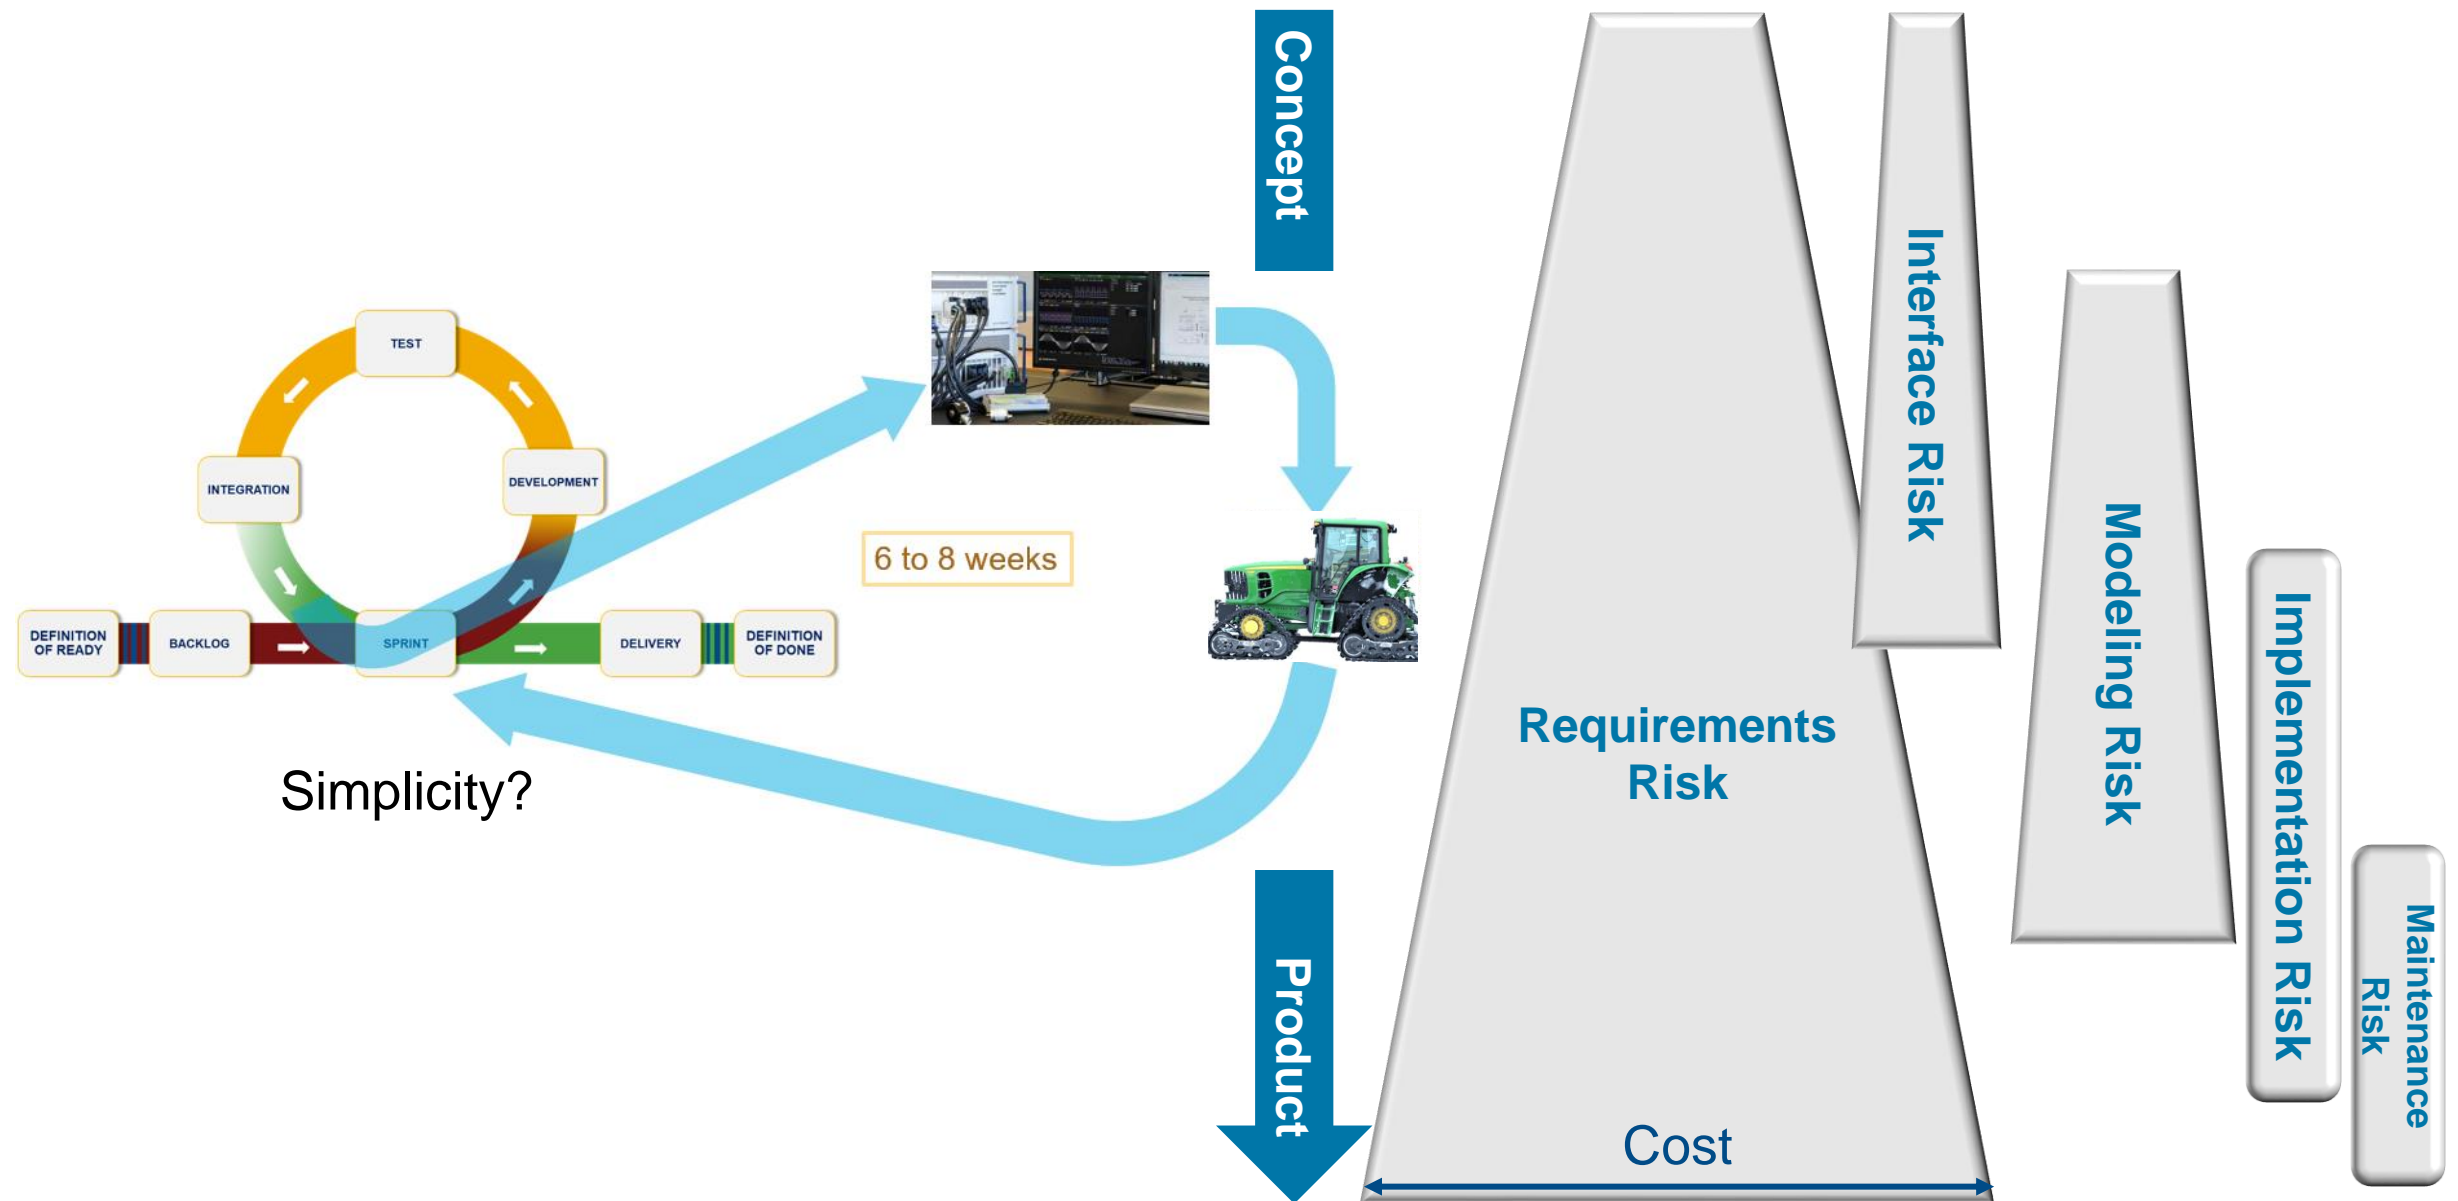 Concept
TEST
INTEGRATION
DEVELOPMENT
DEFINITION
OF READY
BACKLOG
SPRINT
DELIVERY
DEFINITION
OF DONE
6 to 8 weeks
Simplicity?
Product
Requirements
Risk
Cost
Interface Risk
Modeling Risk
Implementation Risk
Maintenance
Risk